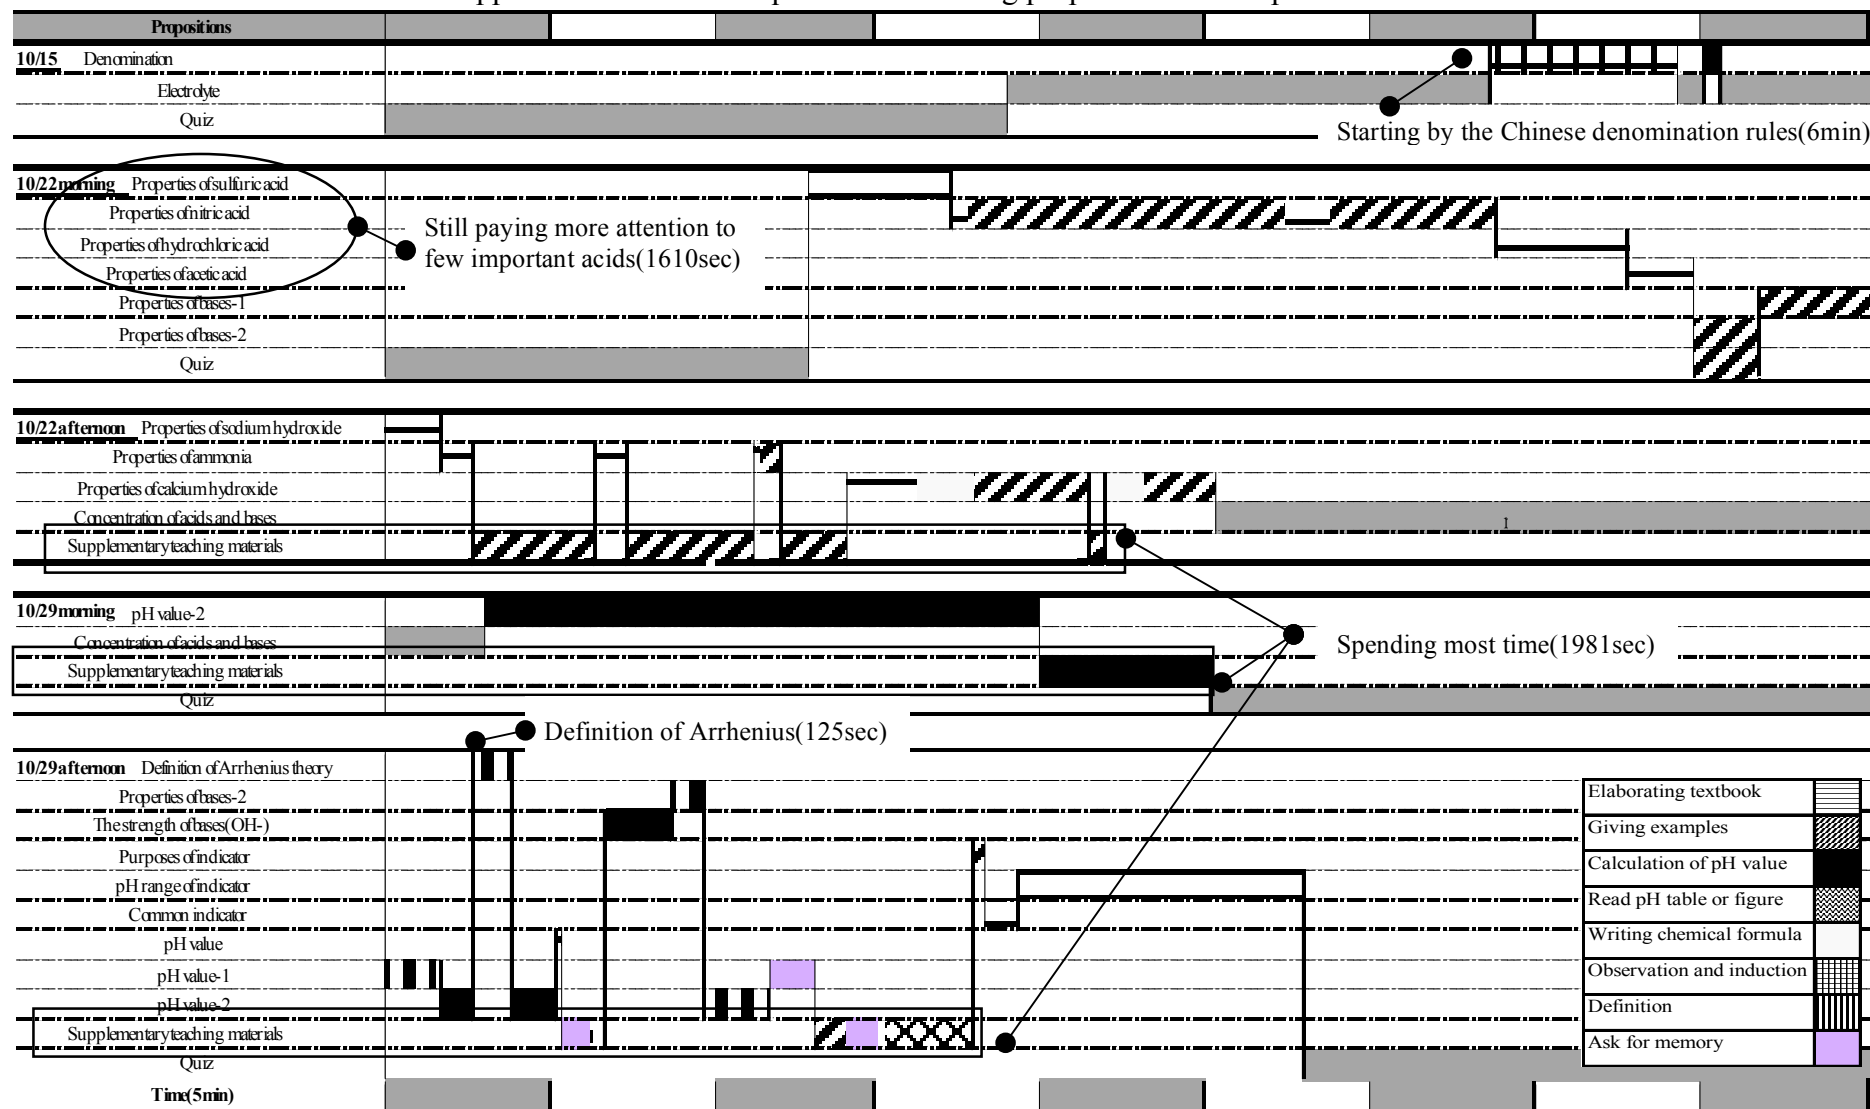 Propositions
10/15 Denomination
Electrolyte
Quiz
Starting by the Chinese denomination rules(6min)
10/22morning Properties of sulfuric acid
Properties of nitric acid
Properties of hydrochloric acid
Properties of acetic acid
Properties of bases-1
Properties of bases-2
Quiz
Still paying more attention to
few important acids(1610sec)
10/22afternoon Properties of sodium hydroxide
Properties of ammonia
Properties of calcium hydroxide
Concentration of acids and bases
Supplementary teaching materials
10/29morning pH value-2
Concentration of acids and bases
Supplementary teaching materials
Quiz
Spending most time(1981sec)
Definition of Arrhenius(125sec)
10/29afternoon Definition of Arrhenius theory
Properties of bases-2
The strength of bases(OH-)
Purposes of indicator
pH range of indicator
Common indicator
pH value
pH value-1
pH value-2
Supplementary teaching materials
Quiz
Time(5min)
Elaborating textbook
Giving examples
Calculation of pH value
Read pH table or figure
Writing chemical formula
Observation and induction
Definition
Ask for memory